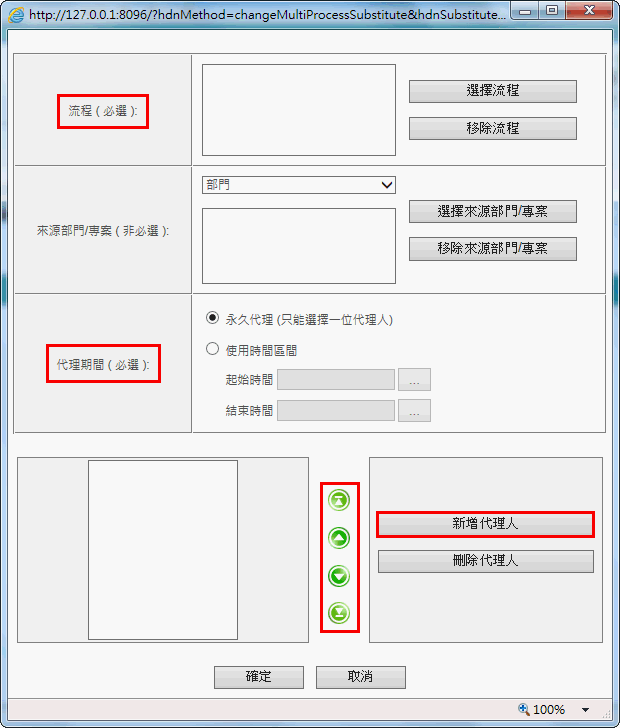 http://127.0.0.1:8096/?hdnMethod=changeMultiProcessSubstitute&hdnSubstitute...
流程 ( 必選 ):
選擇流程
移除流程
來源部門/專案 ( 非必選 ):
部門
選擇來源部門/專案
移除來源部門/專案
代理期間 ( 必選 ):
永久代理 (只能選擇一位代理人)
使用時間區間
起始時間 ...
結束時間 ...
新增代理人
刪除代理人
確定 取消
100%